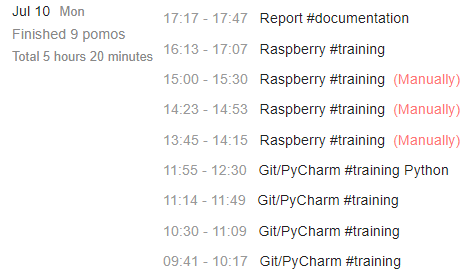 Jul 10 Mon
Finished 9 pomos
Total 5 hours 20 minutes
17:17 - 17:47 Report #documentation
16:13 - 17:07 Raspberry #training
15:00 - 15:30 Raspberry #training (Manually)
14:23 - 14:53 Raspberry #training (Manually)
13:45 - 14:15 Raspberry #training (Manually)
11:55 - 12:30 Git/PyCharm #training Python
11:14 - 11:49 Git/PyCharm #training
10:30 - 11:09 Git/PyCharm #training
09:41 - 10:17 Git/PyCharm #training